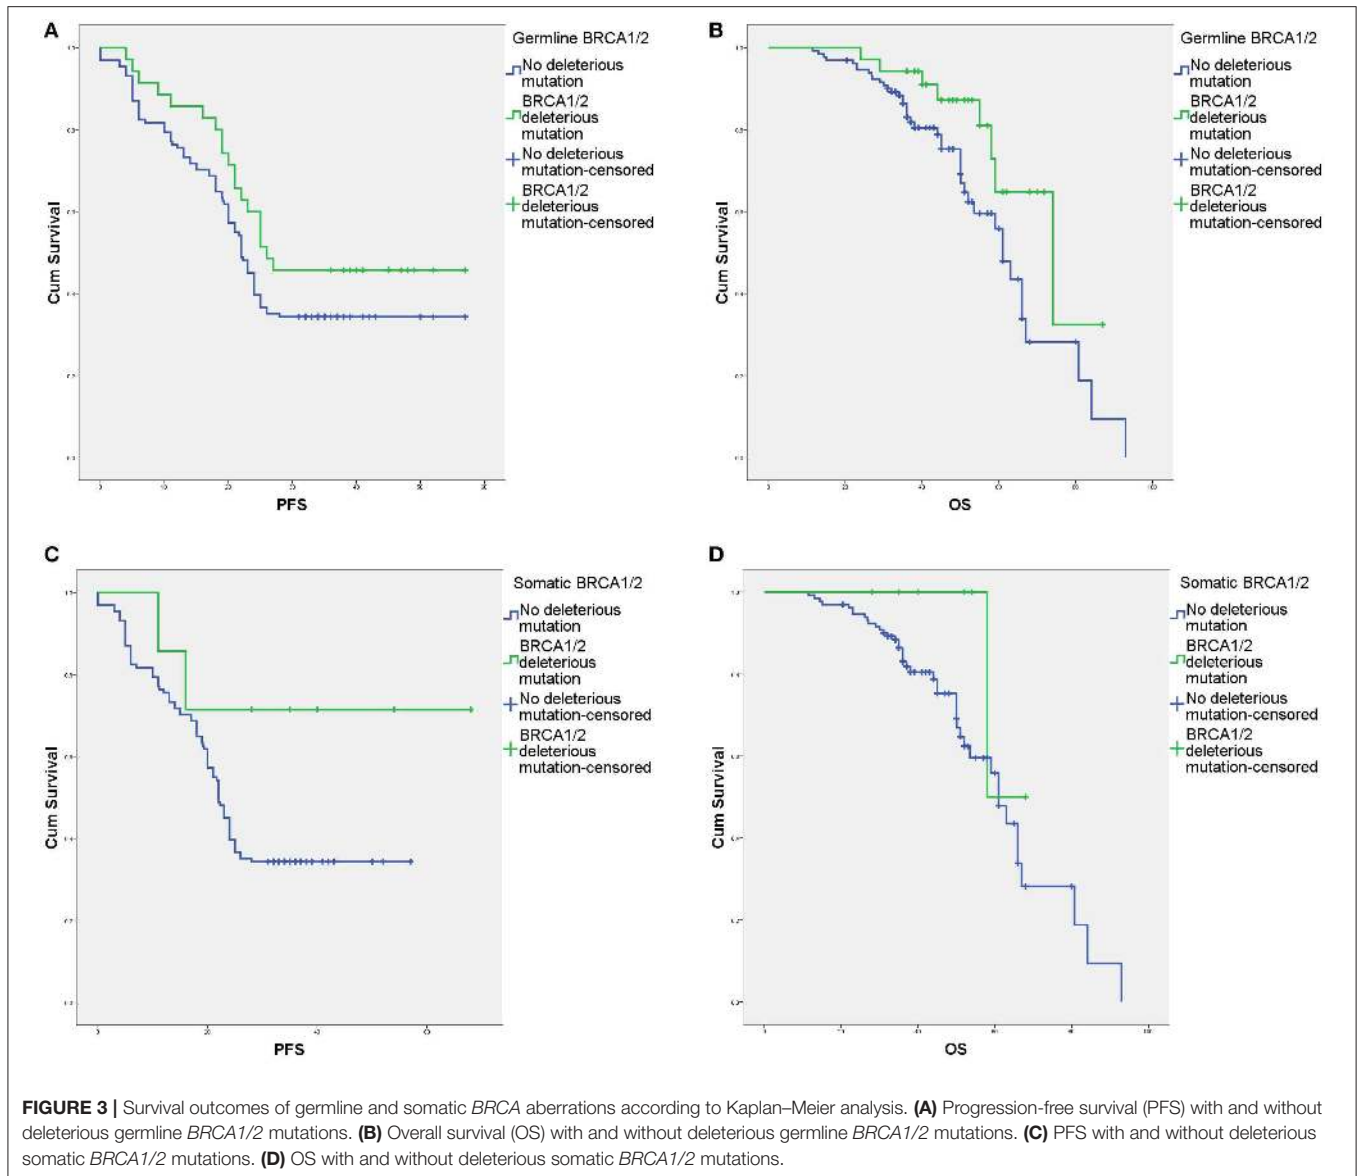 A
Germline BRCA1/2
No deleterious
mutation
BRCA1/2
deleterious
mutation
No deleterious
mutation-censored
BRCA1/2
deleterious
mutation-censored
Cum Survival
PFS
B
Germline BRCA1/2
No deleterious
mutation
BRCA1/2
deleterious
mutation
No deleterious
mutation-censored
BRCA1/2
deleterious
mutation-censored
Cum Survival
OS
C
Somatic BRCA1/2
No deleterious
mutation
BRCA1/2
deleterious
mutation
No deleterious
mutation-censored
BRCA1/2
deleterious
mutation-censored
Cum Survival
PFS
D
Somatic BRCA1/2
No deleterious
mutation
BRCA1/2
deleterious
mutation
No deleterious
mutation-censored
BRCA1/2
deleterious
mutation-censored
Cum Survival
OS
FIGURE 3 | Survival outcomes of germline and somatic BRCA aberrations according to Kaplan–Meier analysis. (A) Progression-free survival (PFS) with and without
deleterious germline BRCA1/2 mutations. (B) Overall survival (OS) with and without deleterious germline BRCA1/2 mutations. (C) PFS with and without deleterious
somatic BRCA1/2 mutations. (D) OS with and without deleterious somatic BRCA1/2 mutations.